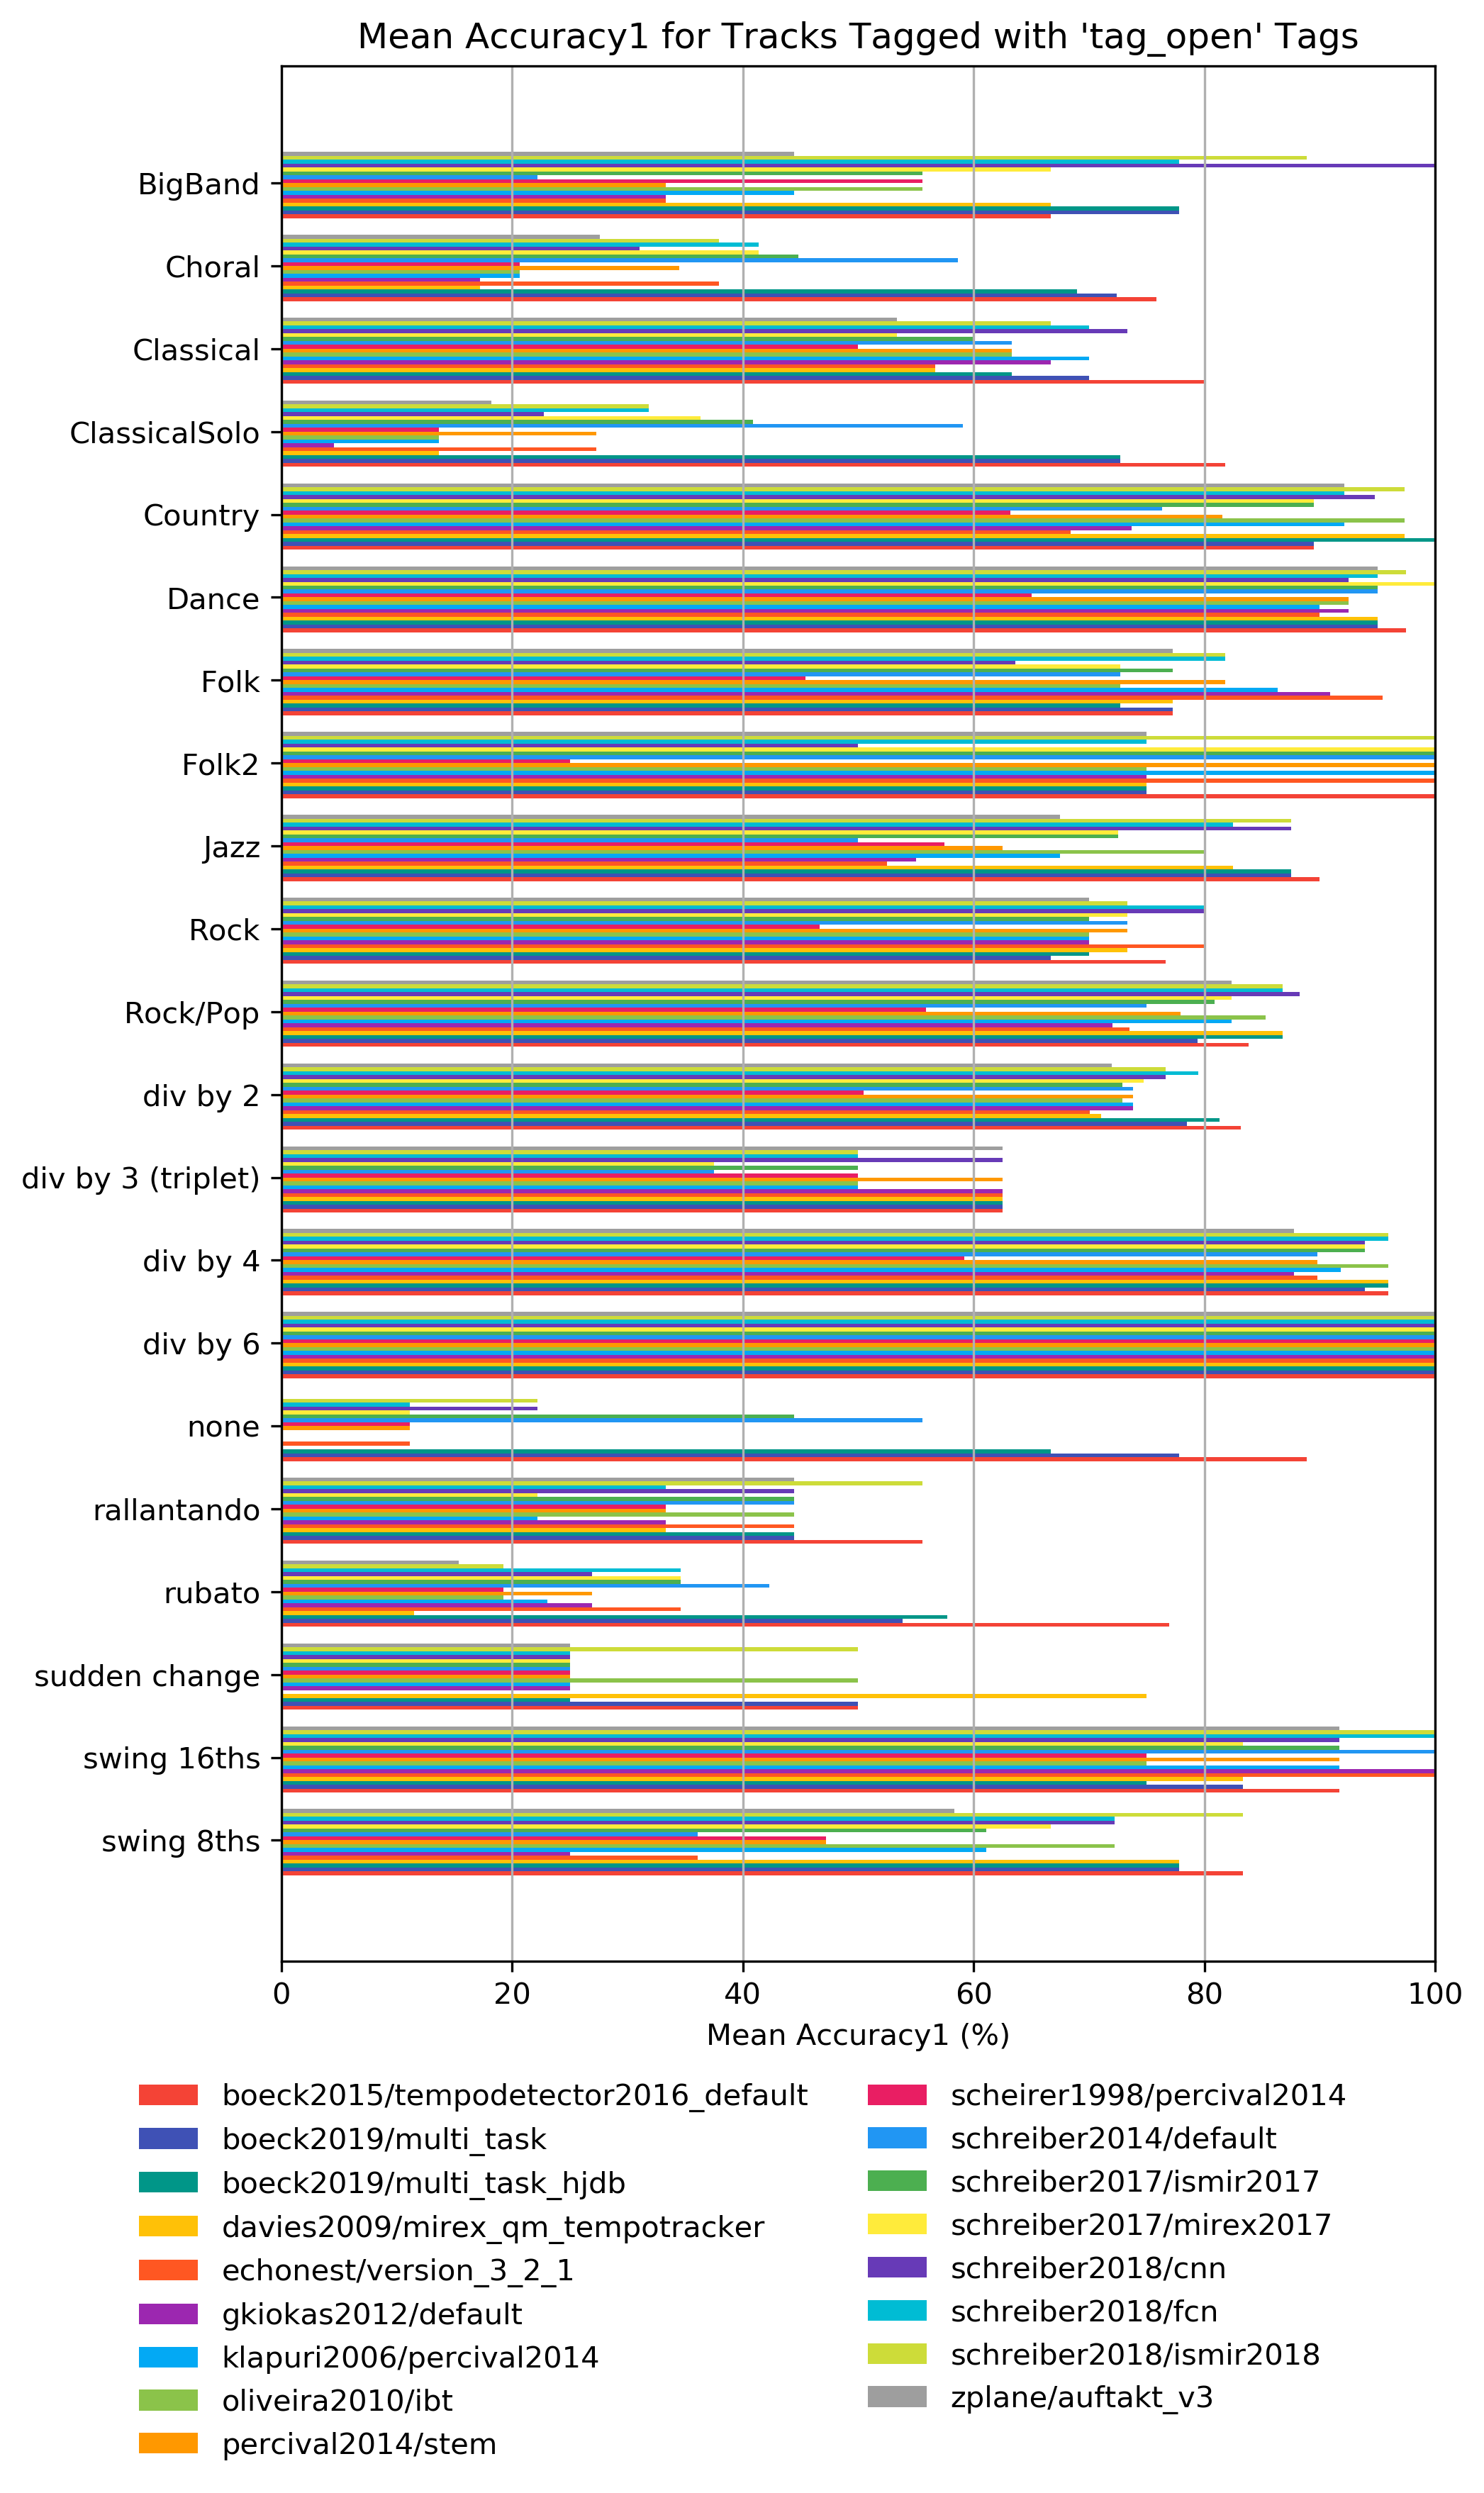 Mean Accuracy1 for Tracks Tagged with 'tag_open' Tags
BigBand
Choral
Classical
ClassicalSolo
Country
Dance
Folk
Folk2
Jazz
Rock
Rock/Pop
div by 2
div by 3 (triplet)
div by 4
div by 6
none
rallantando
rubato
sudden change
swing 16ths
swing 8ths
0 20 40 60 80 100
Mean Accuracy1 (%)
boeck2015/tempodetector2016_default
boeck2019/multi_task
boeck2019/multi_task_hjdb
davies2009/mirex_qm_tempotracker
echonest/version_3_2_1
gkiokas2012/default
klapuri2006/percival2014
oliveira2010/ibt
percival2014/stem
scheirer1998/percival2014
schreiber2014/default
schreiber2017/ismir2017
schreiber2017/mirex2017
schreiber2018/cnn
schreiber2018/fcn
schreiber2018/ismir2018
zplane/auftakt_v3